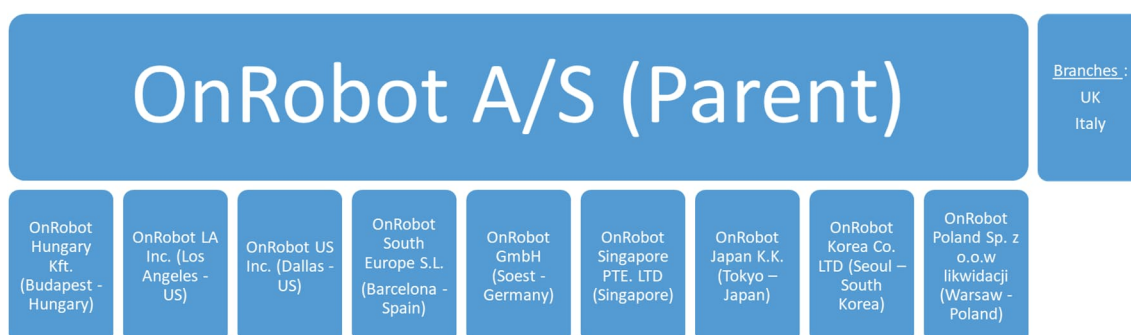 OnRobot A/S (Parent)
Branches :
UK
Italy
OnRobot
Hungary
Kft.
(Budapest -
Hungary)
OnRobot LA
Inc. (Los
Angeles -
US)
OnRobot US
Inc. (Dallas -
US)
OnRobot
South
Europe S.L.
(Barcelona -
Spain)
OnRobot
GmbH
(Soest -
Germany)
OnRobot
Singapore
PTE. LTD
(Singapore)
OnRobot
Japan K.K.
(Tokyo –
Japan)
OnRobot
Korea Co.
LTD (Seoul –
South
Korea)
OnRobot
Poland Sp. z
o.o.w
likwidacji
(Warsaw -
Poland)